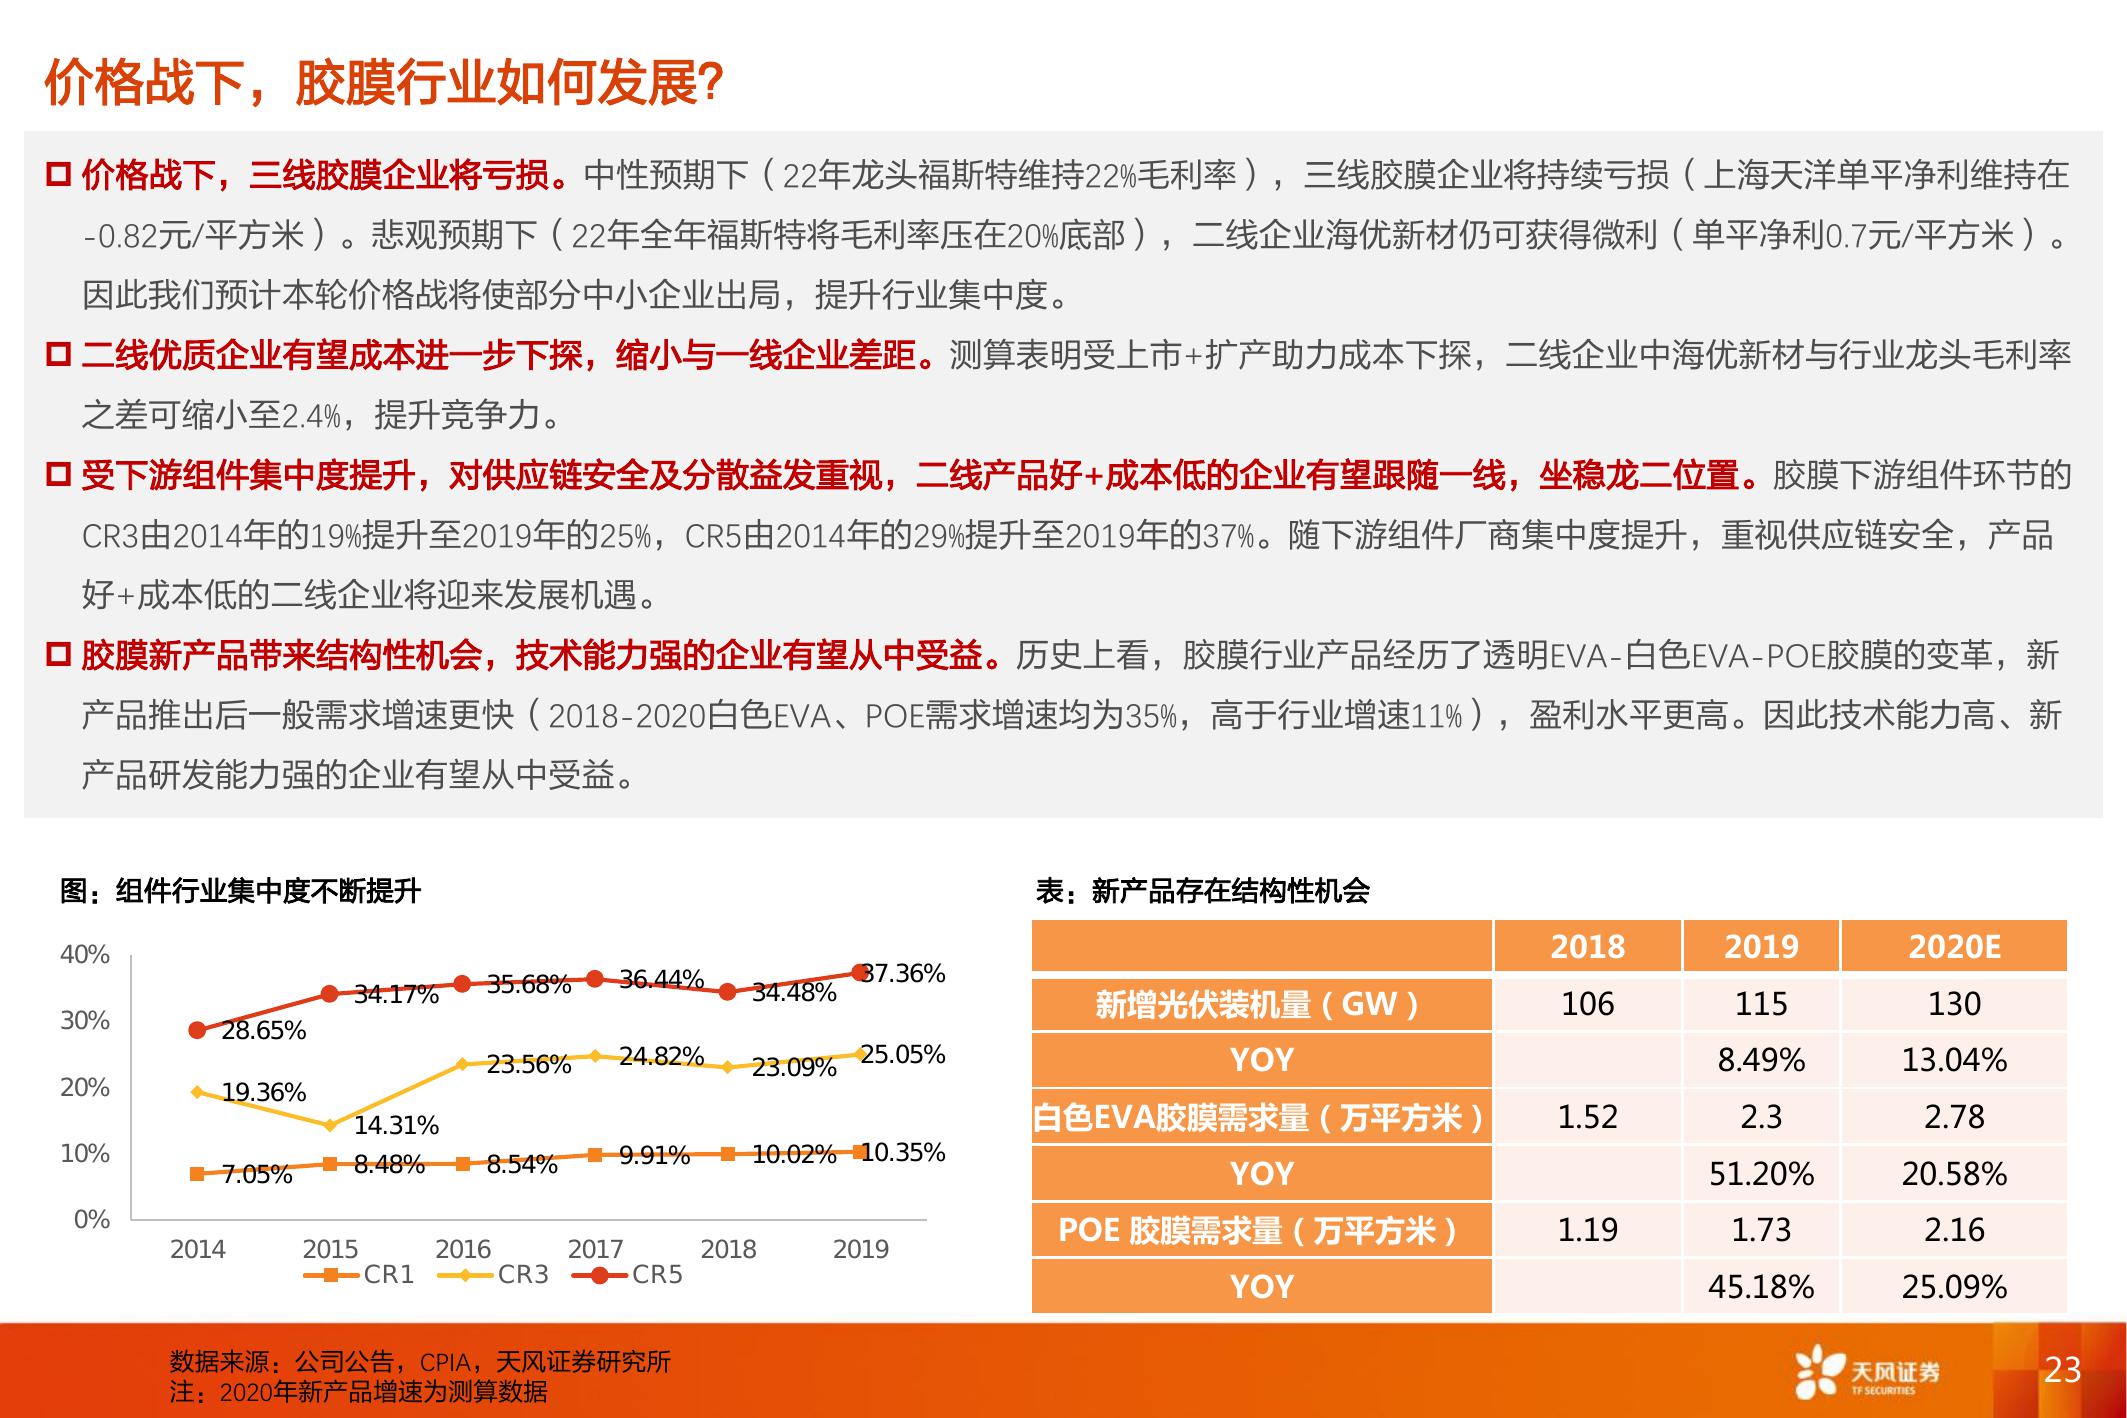 价格战下，胶膜行业如何发展？
价格战下，三线胶膜企业将亏损。中性预期下（22年龙头福斯特维持22%毛利率），三线胶膜企业将持续亏损（上海天洋单平净利维持在
-0.82元/平方米）。悲观预期下（22年全年福斯特将毛利率压在20%底部），二线企业海优新材仍可获得微利（单平净利0.7元/平方米）。
因此我们预计本轮价格战将使部分中小企业出局，提升行业集中度。
二线优质企业有望成本进一步下探，缩小与一线企业差距。测算表明受上市+扩产助力成本下探，二线企业中海优新材与行业龙头毛利率
之差可缩小至2.4%，提升竞争力。
受下游组件集中度提升，对供应链安全及分散益发重视，二线产品好+成本低的企业有望跟随一线，坐稳龙二位置。胶膜下游组件环节的
CR3由2014年的19%提升至2019年的25%，CR5由2014年的29%提升至2019年的37%。随下游组件厂商集中度提升，重视供应链安全，产品
好+成本低的二线企业将迎来发展机遇。
胶膜新产品带来结构性机会，技术能力强的企业有望从中受益。历史上看，胶膜行业产品经历了透明EVA-白色EVA-POE胶膜的变革，新
产品推出后一般需求增速更快（2018-2020白色EVA、POE需求增速均为35%，高于行业增速11%），盈利水平更高。因此技术能力高、新
产品研发能力强的企业有望从中受益。
图：组件行业集中度不断提升
40%
30%
20%
10%
0%
28.65% 34.17% 35.68% 36.44% 34.48% 37.36%
19.36% 14.31% 23.56% 24.82% 23.09% 25.05%
7.05% 8.48% 8.54% 9.91% 10.02% 10.35%
2014 2015 2016 2017 2018 2019
CR1 CR3 CR5
表：新产品存在结构性机会
2018 2019 2020E
新增光伏装机量（GW） 106 115 130
YOY 8.49% 13.04%
白色EVA胶膜需求量（万平方米） 1.52 2.3 2.78
YOY 51.20% 20.58%
POE 胶膜需求量（万平方米） 1.19 1.73 2.16
YOY 45.18% 25.09%
数据来源：公司公告，CPIA，天风证券研究所
注：2020年新产品增速为测算数据
天风证券
TF SECURITIES
23